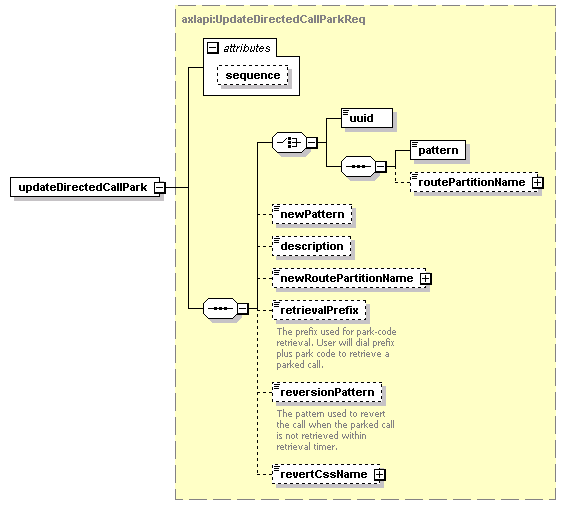 axlapi:UpdateDirectedCallParkReq
attributes
sequence
uuid
pattern
routePartitionName
updateDirectedCallPark
newPattern
description
newRoutePartitionName
retrievalPrefix
The prefix used for park-code
retrieval. User will dial prefix
plus park code to retrieve a
parked call.
reversionPattern
The pattern used to revert
the call when the parked call
is not retrieved within
retrieval timer.
revertCssName